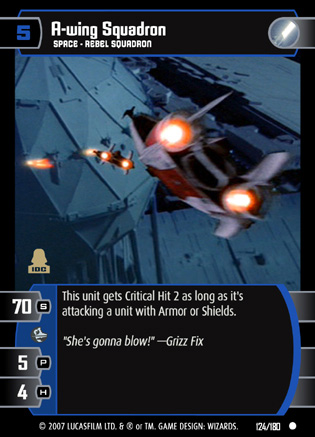 5
A-wing Squadron
SPACE - REBEL SQUADRON
IDC
70 S
This unit gets Critical Hit 2 as long as it's
attacking a unit with Armor or Shields.
"She's gonna blow!" —Grizz Fix
5 P
4 H
© 2007 LUCASFILM LTD. & ® or TM. GAME DESIGN: WIZARDS. 124/180